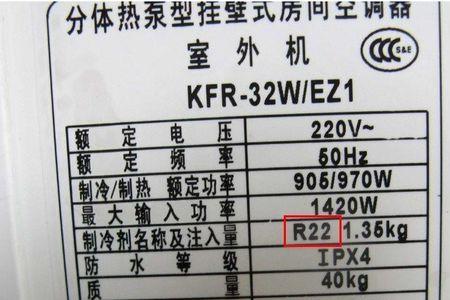 分体热泵型挂壁式房间空调器
室外机
CCC S&E
KFR-32W/EZ1
额定电压 220V~
额定频率 50Hz
制冷/制热 额定功率 905/970W
最大输入功率 1420W
制冷剂名称及注入量 R22 1.35kg
防水等级 IPX4
质量 40kg